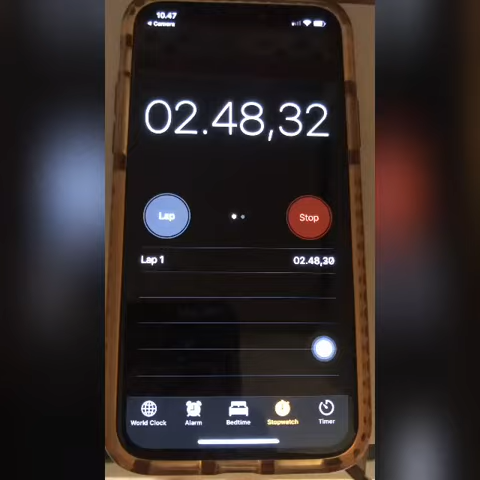 10.47
◀ Camera
02.48,32
Lap
Stop
Lap 1 02.48,30
World Clock Alarm Bedtime Stopwatch Timer